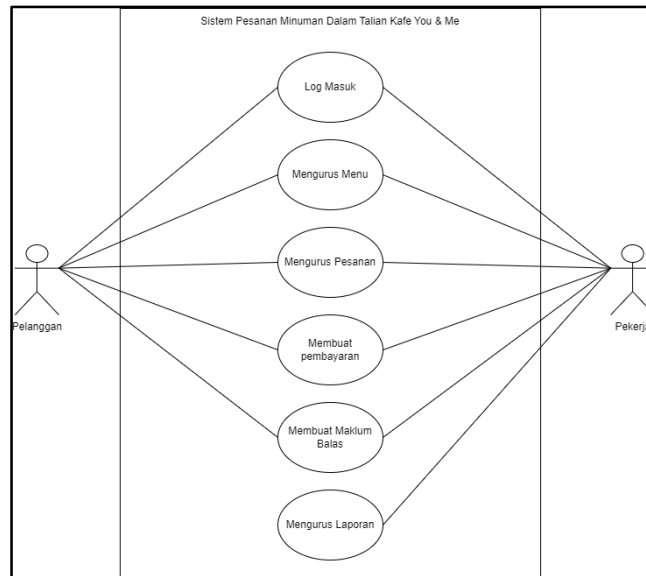 Sistem Pesanan Minuman Dalam Talian Kafe You & Me
Log Masuk
Mengurus Menu
Mengurus Pesanan
Pelanggan
Pekerja
Membuat
pembayaran
Membuat Maklum
Balas
Mengurus Laporan